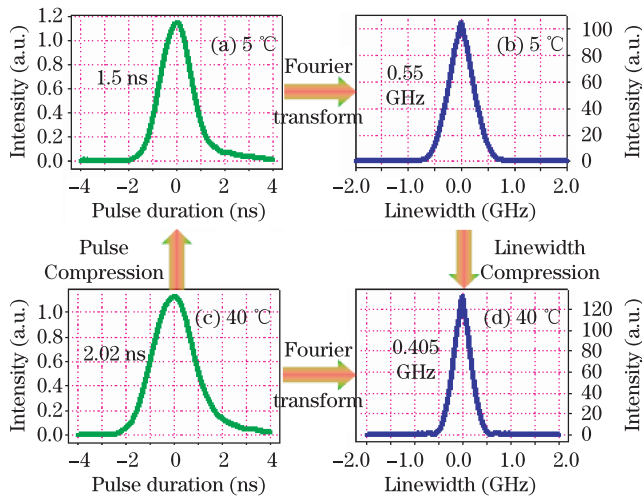 Intensity (a.u.)
1.2
1.0
0.8
0.6
0.4
0.2
0.0
(a) 5 ℃
1.5 ns
−4 −2 0 2 4
Pulse duration (ns)
Fourier
transform
(b) 5 ℃
0.55
GHz
100
80
60
40
20
0
Intensity (a.u.)
−2.0 −1.0 0.0 1.0 2.0
Linewidth (GHz)
Pulse
Compression
Linewidth
Compression
Intensity (a.u.)
1.0
0.8
0.6
0.4
0.2
0.0
(c) 40 ℃
2.02 ns
−4 −2 0 2 4
Pulse duration (ns)
Fourier
transform
(d) 40 ℃
0.405
GHz
120
100
80
60
40
20
0
Intensity (a.u.)
−2.0 −1.0 0.0 1.0 2.0
Linewidth (GHz)